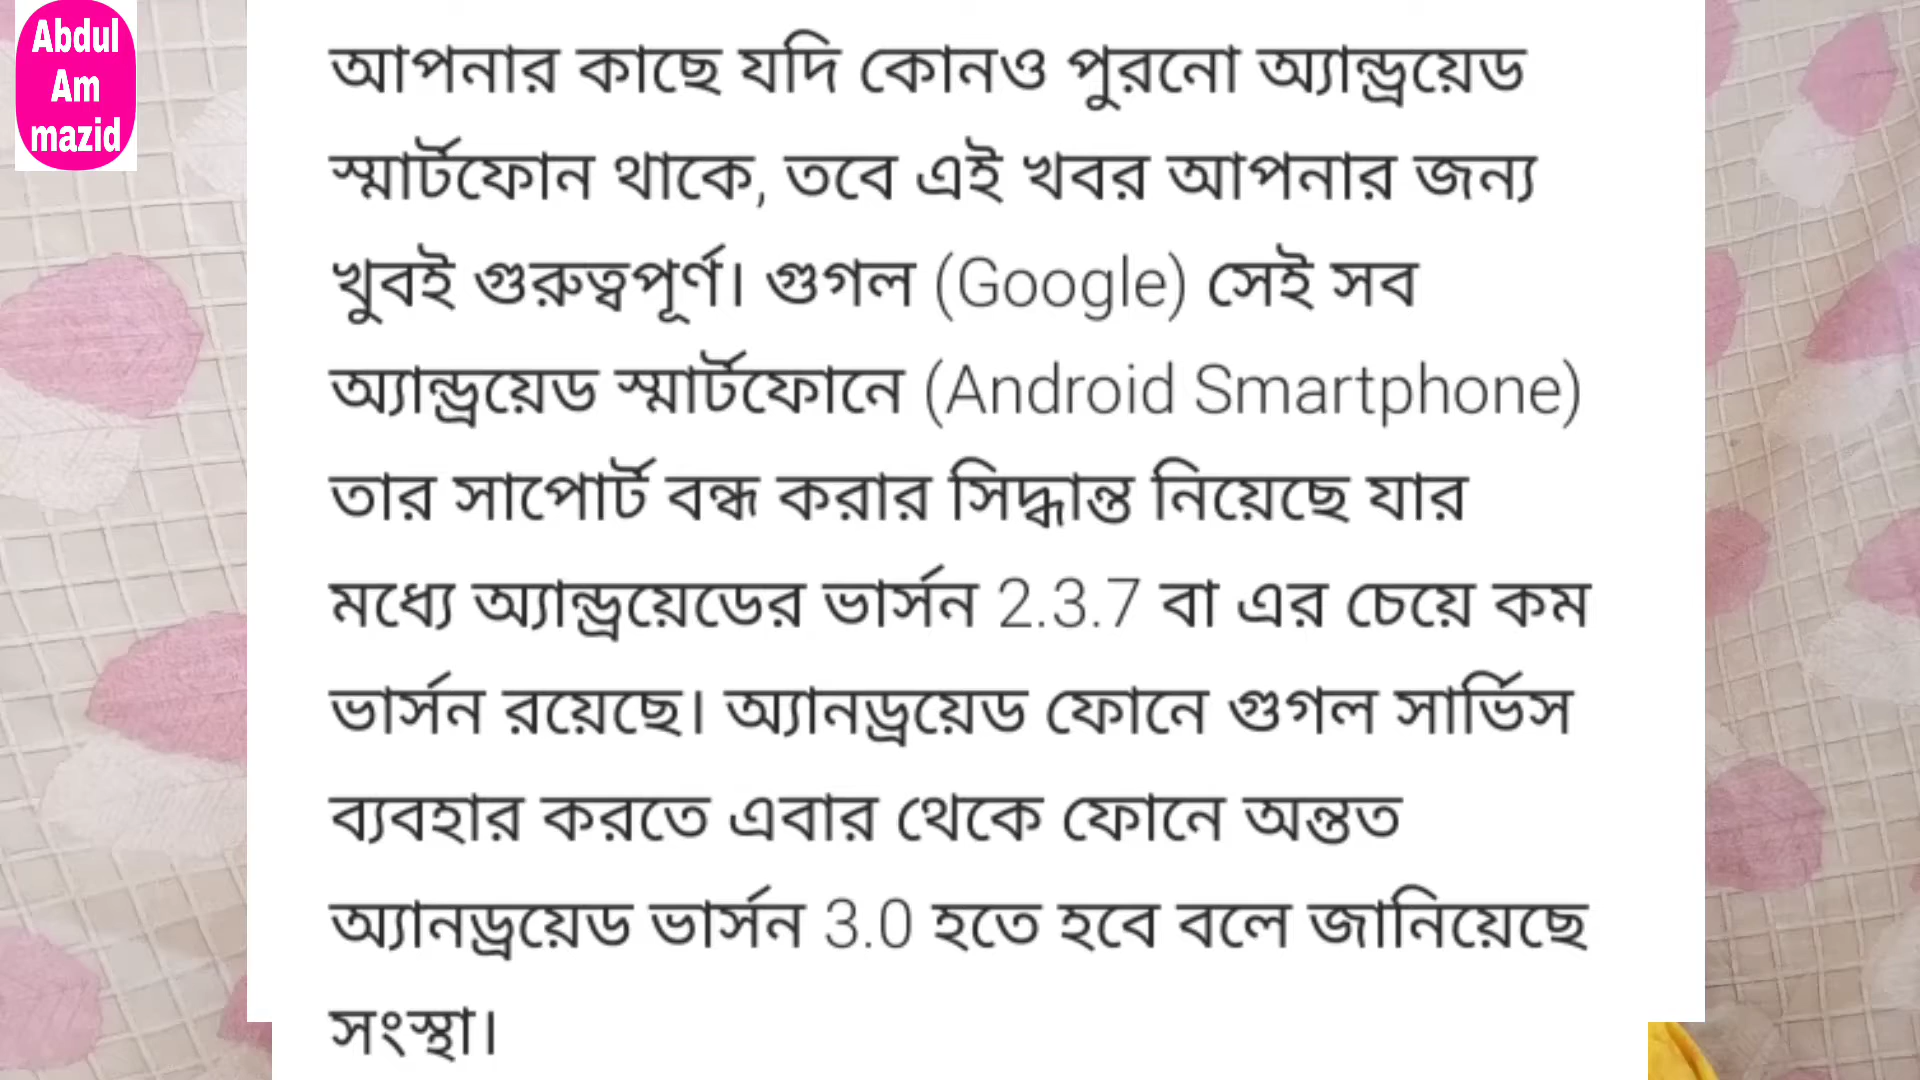 Abdul
Am
mazid
আপনার কাছে যদি কোনও পুরনো অ্যান্ড্রয়েড
স্মার্টফোন থাকে, তবে এই খবর আপনার জন্য
খুবই গুরুত্বপূর্ণ। গুগল (Google) সেই সব
অ্যান্ড্রয়েড স্মার্টফোনে (Android Smartphone)
তার সাপোর্ট বন্ধ করার সিদ্ধান্ত নিয়েছে যার
মধ্যে অ্যান্ড্রয়েডের ভার্সন 2.3.7 বা এর চেয়ে কম
ভার্সন রয়েছে। অ্যানড্রয়েড ফোনে গুগল সার্ভিস
ব্যবহার করতে এবার থেকে ফোনে অন্তত
অ্যানড্রয়েড ভার্সন 3.0 হতে হবে বলে জানিয়েছে
সংস্থা।